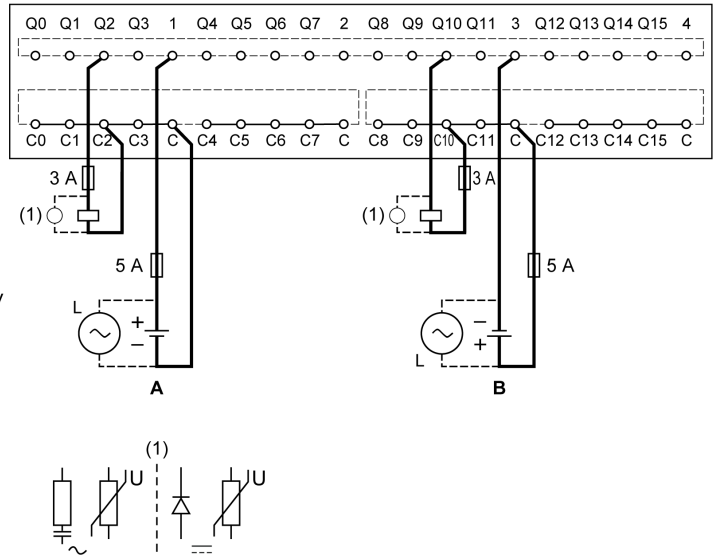 Q0 Q1 Q2 Q3 1 Q4 Q5 Q6 Q7 2 Q8 Q9 Q10 Q11 3 Q12 Q13 Q14 Q15 4
C0 C1 C2 C3 C C4 C5 C6 C7 C C8 C9 C10 C11 C C12 C13 C14 C15 C
3 A 3 A
(1) (1)
5 A 5 A
L + − +
− L
A B
(1)
U U